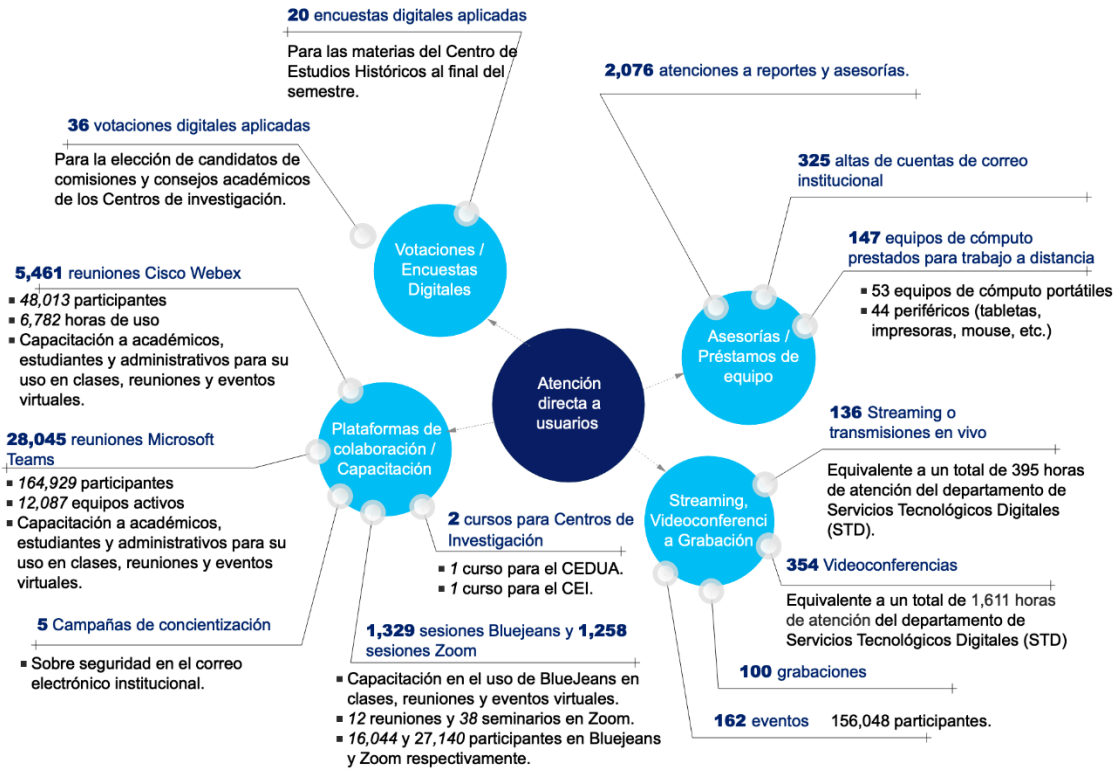 20 encuestas digitales aplicadas
Para las materias del Centro de
Estudios Históricos al final del
semestre.
36 votaciones digitales aplicadas
Para la elección de candidatos de
comisiones y consejos académicos
de los Centros de investigación.
Votaciones /
Encuestas
Digitales
2,076 atenciones a reportes y asesorías.
325 altas de cuentas de correo
institucional
147 equipos de cómputo
prestados para trabajo a distancia
▪ 53 equipos de cómputo portátiles
▪ 44 periféricos (tabletas,
impresoras, mouse, etc.)
Asesorías /
Préstamos de
equipo
Atención
directa a
usuarios
5,461 reuniones Cisco Webex
▪ 48,013 participantes
▪ 6,782 horas de uso
▪ Capacitación a académicos,
estudiantes y administrativos para su
uso en clases, reuniones y eventos
virtuales.
28,045 reuniones Microsoft
Teams
▪ 164,929 participantes
▪ 12,087 equipos activos
▪ Capacitación a académicos,
estudiantes y administrativos para su
uso en clases, reuniones y eventos
virtuales.
Plataformas de
colaboración /
Capacitación
5 Campañas de concientización
▪ Sobre seguridad en el correo
electrónico institucional.
2 cursos para Centros de
Investigación
▪ 1 curso para el CEDUA.
▪ 1 curso para el CEI.
1,329 sesiones Bluejeans y 1,258
sesiones Zoom
▪ Capacitación en el uso de BlueJeans en
clases, reuniones y eventos virtuales.
▪ 12 reuniones y 38 seminarios en Zoom.
▪ 16,044 y 27,140 participantes en Bluejeans
y Zoom respectivamente.
Streaming,
Videoconferenci
a Grabación
136 Streaming o
transmisiones en vivo
Equivalente a un total de 395 horas
de atención del departamento de
Servicios Tecnológicos Digitales
(STD).
354 Videoconferencias
Equivalente a un total de 1,611 horas
de atención del departamento de
Servicios Tecnológicos Digitales (STD)
100 grabaciones
162 eventos 156,048 participantes.